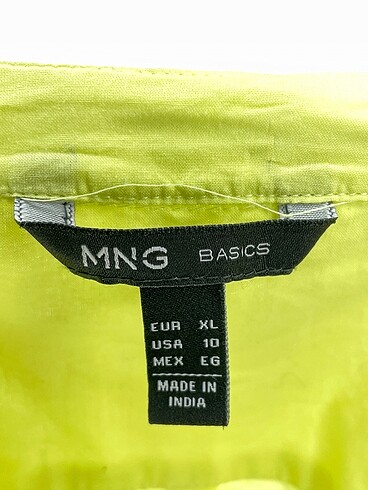 MNG BASICS
EUR XL
USA 10
MEX EG
MADE IN
INDIA